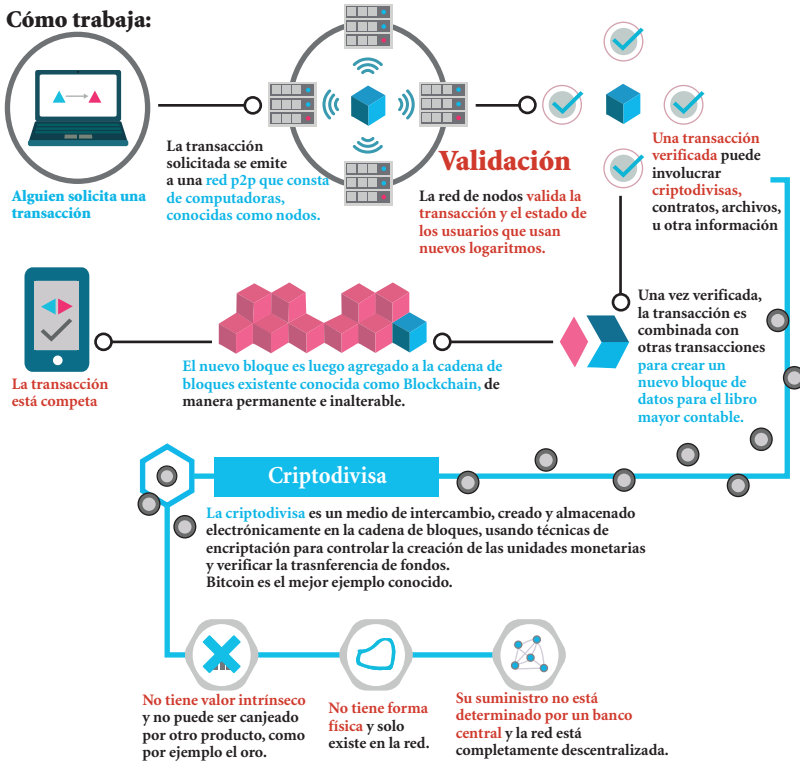 Cómo trabaja:
Alguien solicita una
transacción
La transacción
solicitada se emite
a una red p2p que consta
de computadoras,
conocidas como nodos.
Validación
La red de nodos valida la
transacción y el estado de
los usuarios que usan
nuevos logaritmos.
Una transacción
verificada puede
involucrar
criptodivisas,
contratos, archivos,
u otra información
Una vez verificada,
la transacción es
combinada con
otras transacciones
para crear un
nuevo bloque de
datos para el libro
mayor contable.
El nuevo bloque es luego agregado a la cadena de
bloques existente conocida como Blockchain, de
manera permanente e inalterable.
La transacción
está competa
Criptodivisa
La criptodivisa es un medio de intercambio, creado y almacenado
electrónicamente en la cadena de bloques, usando técnicas de
encriptación para controlar la creación de las unidades monetarias
y verificar la trasnferencia de fondos.
Bitcoin es el mejor ejemplo conocido.
No tiene valor intrínseco
y no puede ser canjeado
por otro producto, como
por ejemplo el oro.
No tiene forma
física y solo
existe en la red.
Su suministro no está
determinado por un banco
central y la red está
completamente descentralizada.